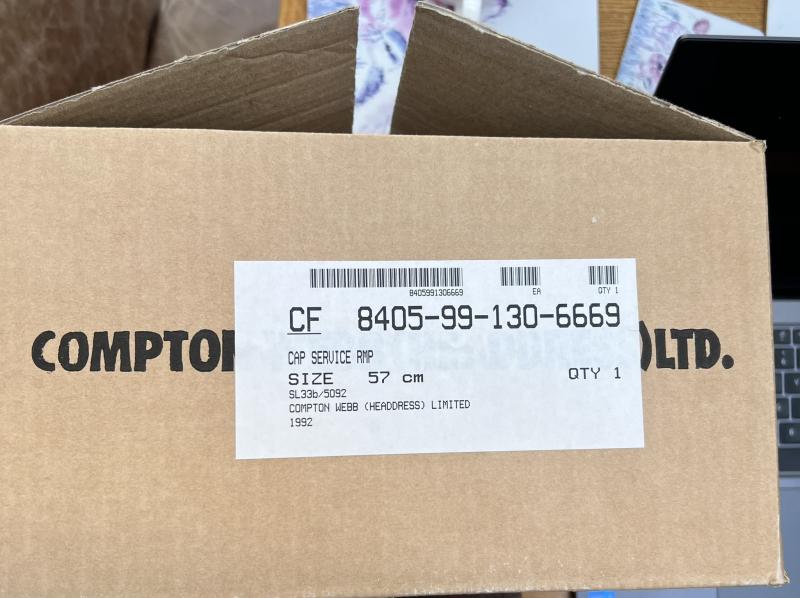 8405991306669 EA QTY 1
CF 8405-99-130-6669
COMPTON )LTD.
CAP SERVICE RMP
SIZE 57 cm QTY 1
SL33b/5092
COMPTON WEBB (HEADDRESS) LIMITED
1992